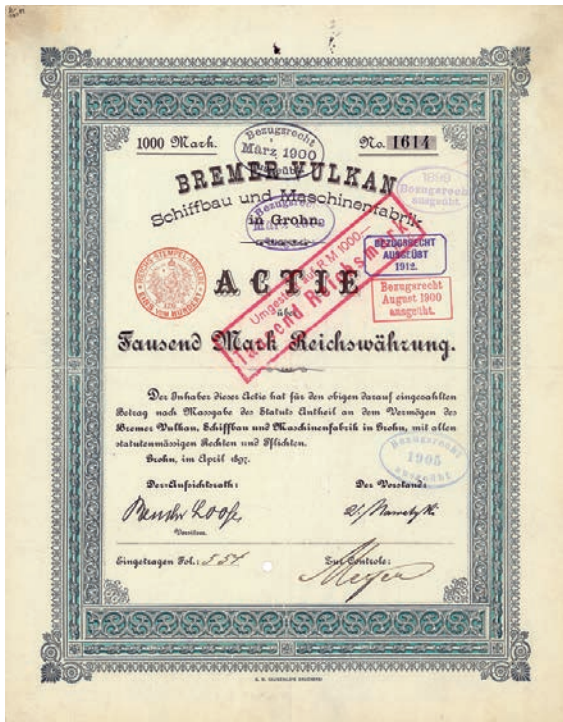 1000 Mark.
No. 1614
Bezugsrecht
März 1900
BREMER VULKAN
1899
Bezugsrecht
ausgeübt.
Schiffbau und Maschinenfabrik
in Grohn.
BEZUGSRECHT
AUSGEÜBT
1912.
ACTIE
Bezugsrecht
August 1900
ausgeübt.
über
Umgestellt auf R.M 1000.—
Tausend Reichsmark
Tausend Mark Reichswährung.
Der Inhaber dieser Actie hat für den obigen darauf eingezahlten
Betrag nach Massgabe des Statuts Antheil an dem Vermögen des
Bremer Vulkan, Schiffbau und Maschinenfabrik in Grohn, mit allen
statutenmässigen Rechten und Pflichten.
Grohn, im April 1897.
Bezugsrecht
1905
ausgeübt
Der Aufsichtsrath:
Der Vorstand:
Vorsitzer.
Eingetragen Fol.:
Zur Controle: